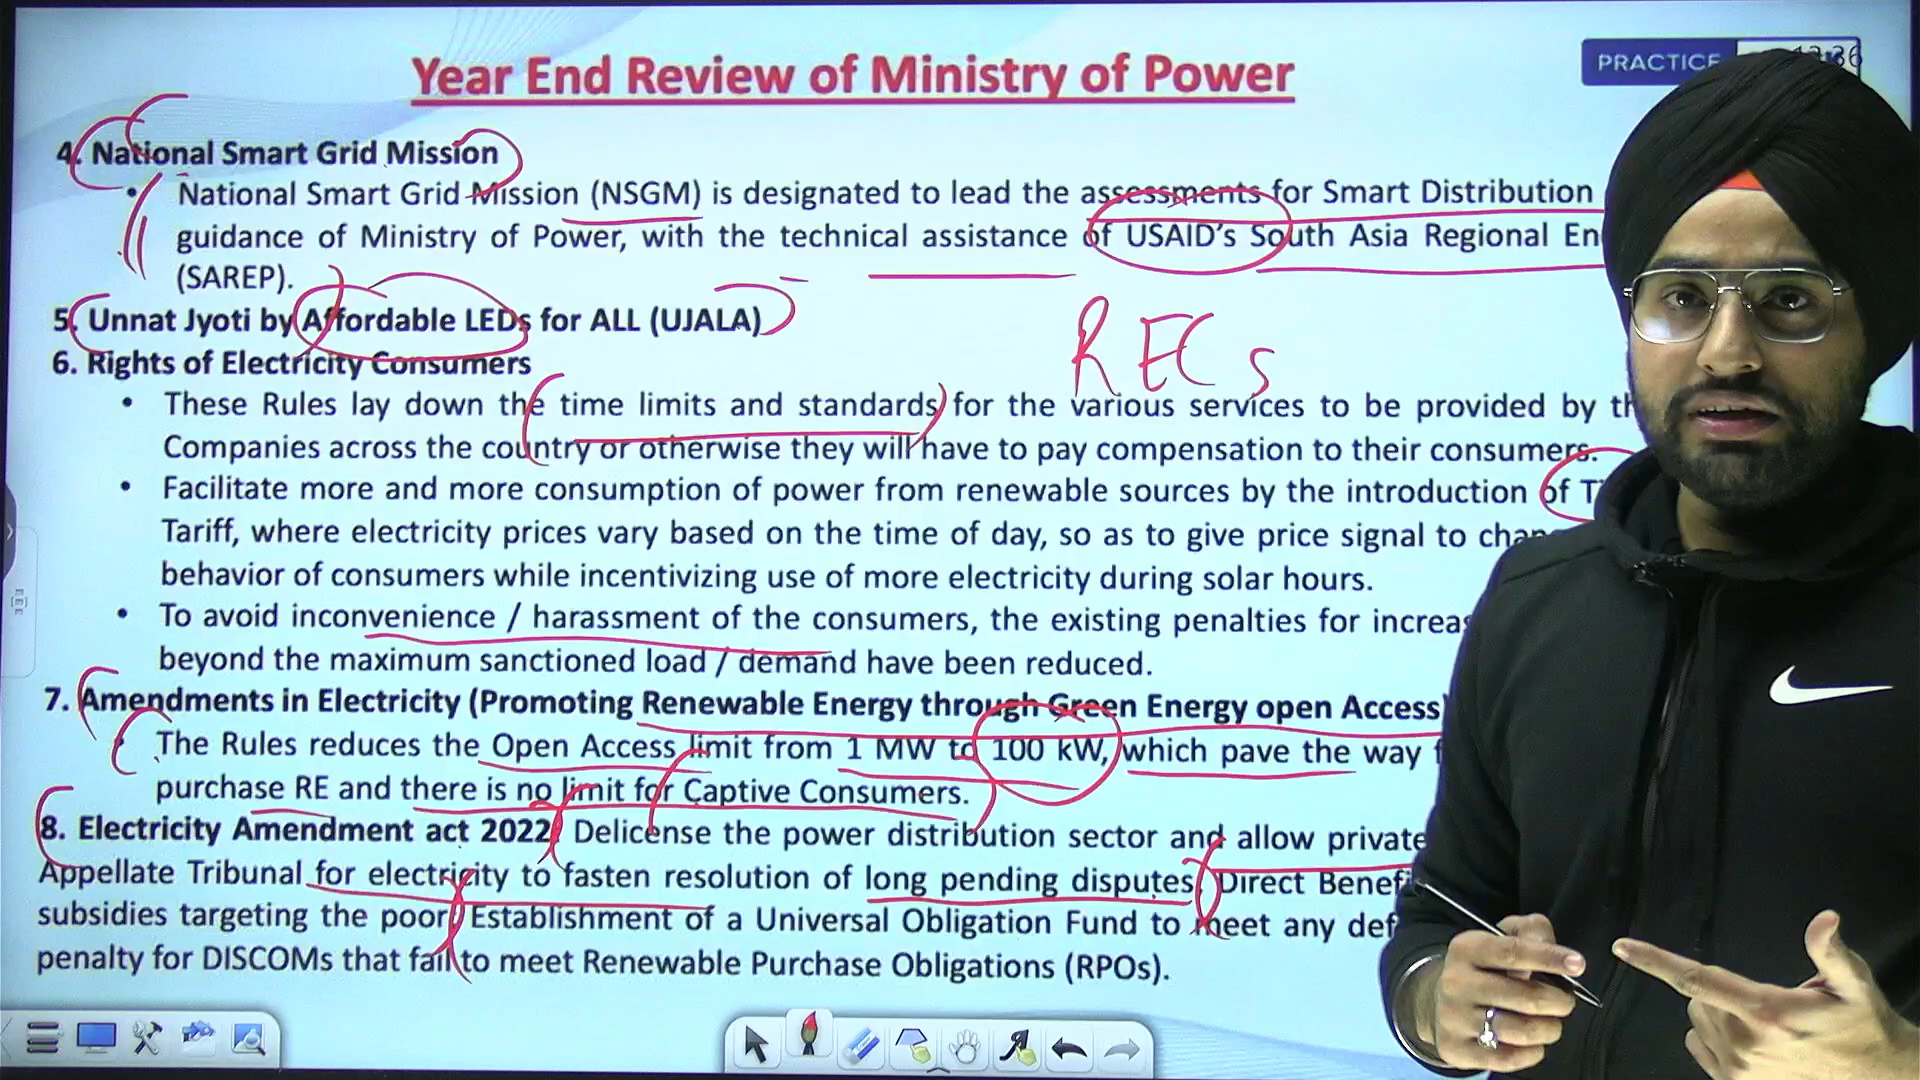 Year End Review of Ministry of Power
PRACTICE
4. National Smart Grid Mission
• National Smart Grid Mission (NSGM) is designated to lead the assessments for Smart Distribution
guidance of Ministry of Power, with the technical assistance of USAID's South Asia Regional En
(SAREP).
5. Unnat Jyoti by Affordable LEDs for ALL (UJALA)
RECs
6. Rights of Electricity Consumers
• These Rules lay down the time limits and standards for the various services to be provided by th
Companies across the country or otherwise they will have to pay compensation to their consumers.
• Facilitate more and more consumption of power from renewable sources by the introduction of
Tariff, where electricity prices vary based on the time of day, so as to give price signal to
behavior of consumers while incentivizing use of more electricity during solar hours.
• To avoid inconvenience / harassment of the consumers, the existing penalties for increas
beyond the maximum sanctioned load / demand have been reduced.
7. Amendments in Electricity (Promoting Renewable Energy through Green Energy open Access)
• The Rules reduces the Open Access limit from 1 MW to 100 kW, which pave the way
purchase RE and there is no limit for Captive Consumers.
8. Electricity Amendment act 2022 Delicense the power distribution sector and allow private
Appellate Tribunal for electricity to fasten resolution of long pending disputes, Direct Benefi
subsidies targeting the poor, Establishment of a Universal Obligation Fund to meet any def
penalty for DISCOMs that fail to meet Renewable Purchase Obligations (RPOs).